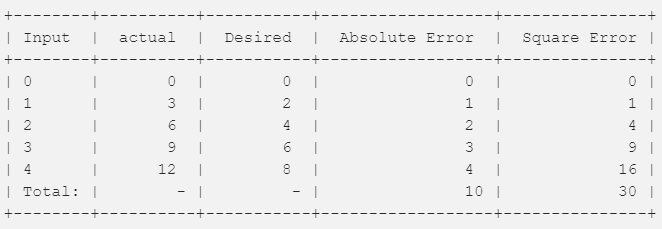 +--------+----------+-----------+------------------+---------------+
| Input  |  actual  |  Desired  |  Absolute Error  |  Square Error |
+--------+----------+-----------+------------------+---------------+
| 0      |       0  |        0  |               0  |             0 |
| 1      |       3  |        2  |               1  |             1 |
| 2      |       6  |        4  |               2  |             4 |
| 3      |       9  |        6  |               3  |             9 |
| 4      |      12  |        8  |               4  |            16 |
| Total: |        - |         - |               10 |            30 |
+--------+----------+-----------+------------------+---------------+